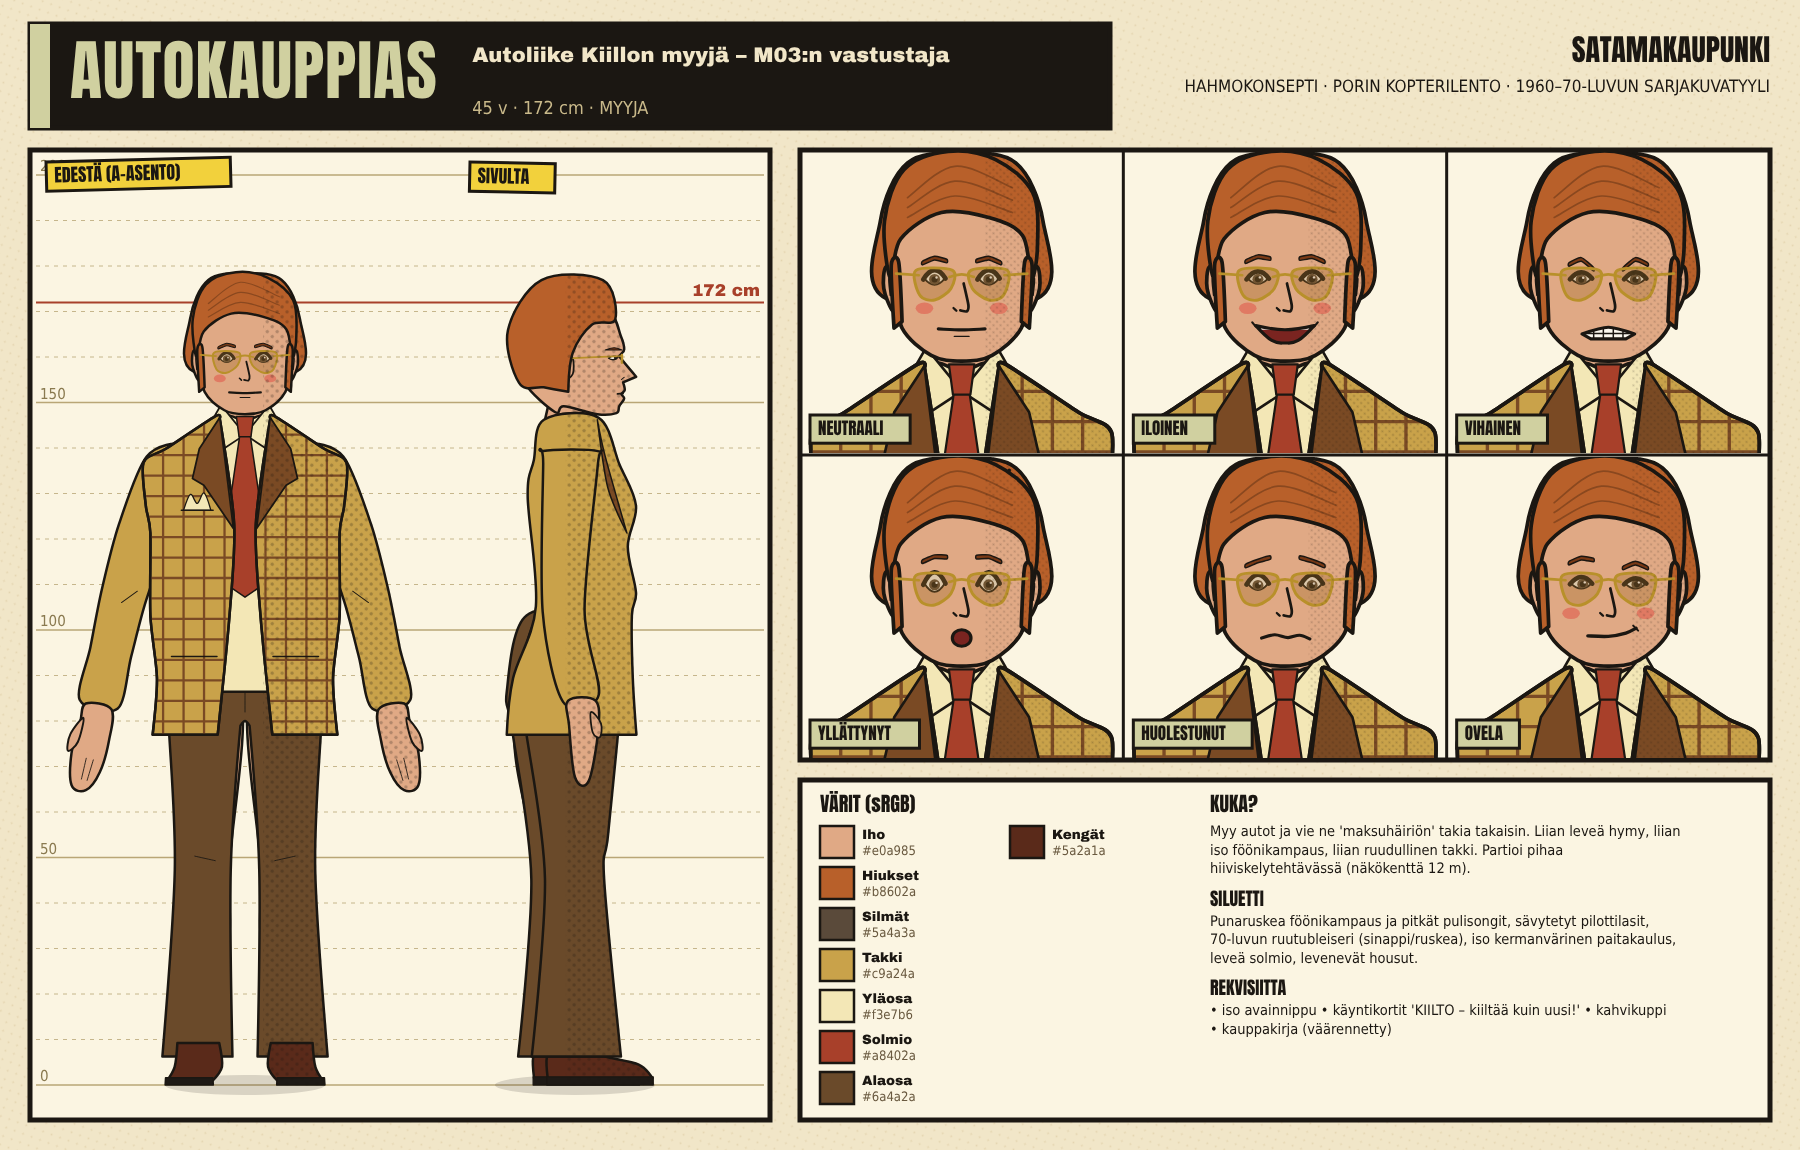 AUTOKAUPPIAS
Autoliike Kiillon myyjä – M03:n vastustaja
45 v · 172 cm · MYYJA
SATAMAKAUPUNKI
HAHMOKONSEPTI · PORIN KOPTERILENTO · 1960–70-LUVUN SARJAKUVATYYLI
EDESTÄ (A-ASENTO)
SIVULTA
172 cm
150
100
50
0
NEUTRAALI
ILOINEN
VIHAINEN
YLLÄTTYNYT
HUOLESTUNUT
OVELA
VÄRIT (sRGB)
Iho
#e0a985
Hiukset
#b8602a
Silmät
#5a4a3a
Takki
#c9a24a
Yläosa
#f3e7b6
Solmio
#a8402a
Alaosa
#6a4a2a
Kengät
#5a2a1a
KUKA?
Myy autot ja vie ne 'maksuhäiriön' takia takaisin. Liian leveä hymy, liian
iso föönikampaus, liian ruudullinen takki. Partioi pihaa
hiiviskelytehtävässä (näkökenttä 12 m).
SILUETTI
Punaruskea föönikampaus ja pitkät pulisongit, sävytetyt pilottilasit,
70-luvun ruutubleiseri (sinappi/ruskea), iso kermanvärinen paitakaulus,
leveä solmio, levenevät housut.
REKVISIITTA
• iso avainnippu • käyntikortit 'KIILTO – kiiltää kuin uusi!' • kahvikuppi
• kauppakirja (väärennetty)